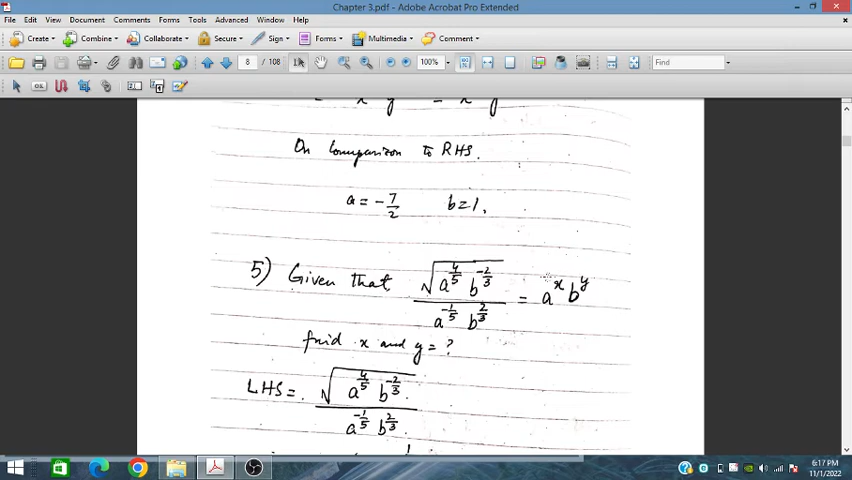 Chapter 3.pdf - Adobe Acrobat Pro Extended
File Edit View Document Comments Forms Tools Advanced Window Help
Create Combine Collaborate Secure Sign Forms Multimedia Comment
8 / 108 100% Find
On Comparizon to RHS.
a = -7/2 b = 1,
5) Given that √(a^(4/5) b^(-2/3)) / (a^(-1/5) b^(2/3)) = a^x b^y
find x and y = ?
LHS = √(a^(4/5) b^(-2/3)) / (a^(-1/5) b^(2/3))
6:17 PM
11/1/2022